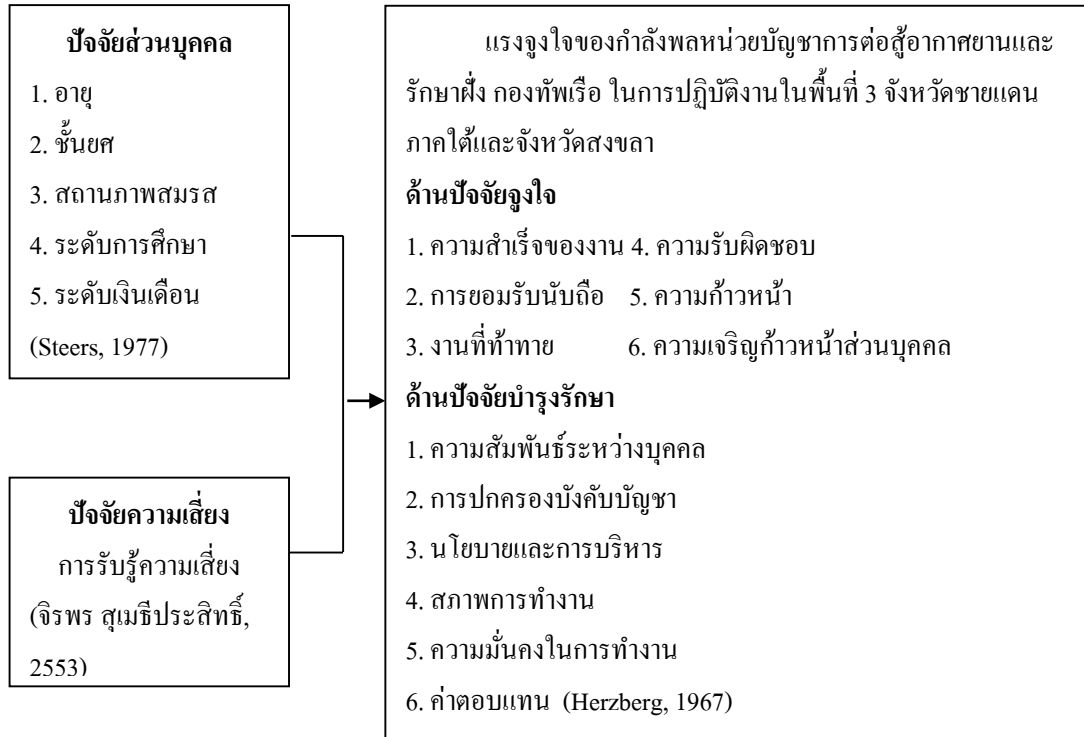 ปัจจัยส่วนบุคคล
1. อายุ
2. ชั้นยศ
3. สถานภาพสมรส
4. ระดับการศึกษา
5. ระดับเงินเดือน
(Steers, 1977)
ปัจจัยความเสี่ยง
การรับรู้ความเสี่ยง
(จิรพร สุเมธีประสิทธิ์,
2553)
แรงจูงใจของกำลังพลหน่วยบัญชาการต่อสู้อากาศยานและ
รักษาฝั่ง กองทัพเรือ ในการปฏิบัติงานในพื้นที่ 3 จังหวัดชายแดน
ภาคใต้และจังหวัดสงขลา
ด้านปัจจัยจูงใจ
1. ความสำเร็จของงาน 4. ความรับผิดชอบ
2. การยอมรับนับถือ 5. ความก้าวหน้า
3. งานที่ท้าทาย 6. ความเจริญก้าวหน้าส่วนบุคคล
ด้านปัจจัยบำรุงรักษา
1. ความสัมพันธ์ระหว่างบุคคล
2. การปกครองบังคับบัญชา
3. นโยบายและการบริหาร
4. สภาพการทำงาน
5. ความมั่นคงในการทำงาน
6. ค่าตอบแทน (Herzberg, 1967)